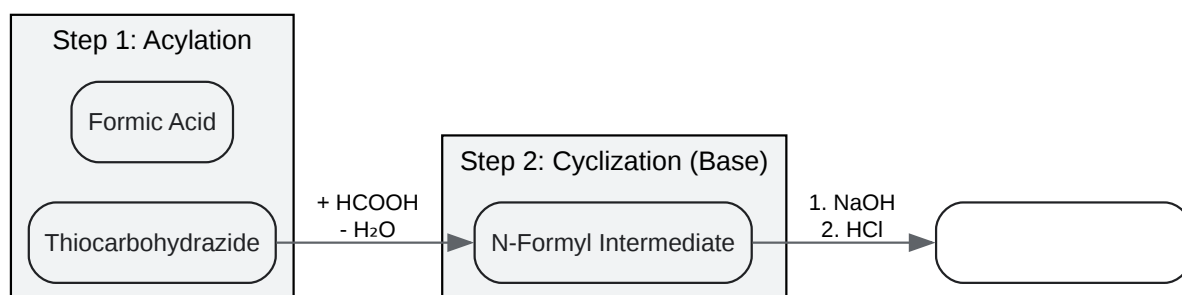 Step 1: Acylation
Formic Acid
Thiocarbohydrazide
+ HCOOH
- H₂O
Step 2: Cyclization (Base)
N-Formyl Intermediate
1. NaOH
2. HCl